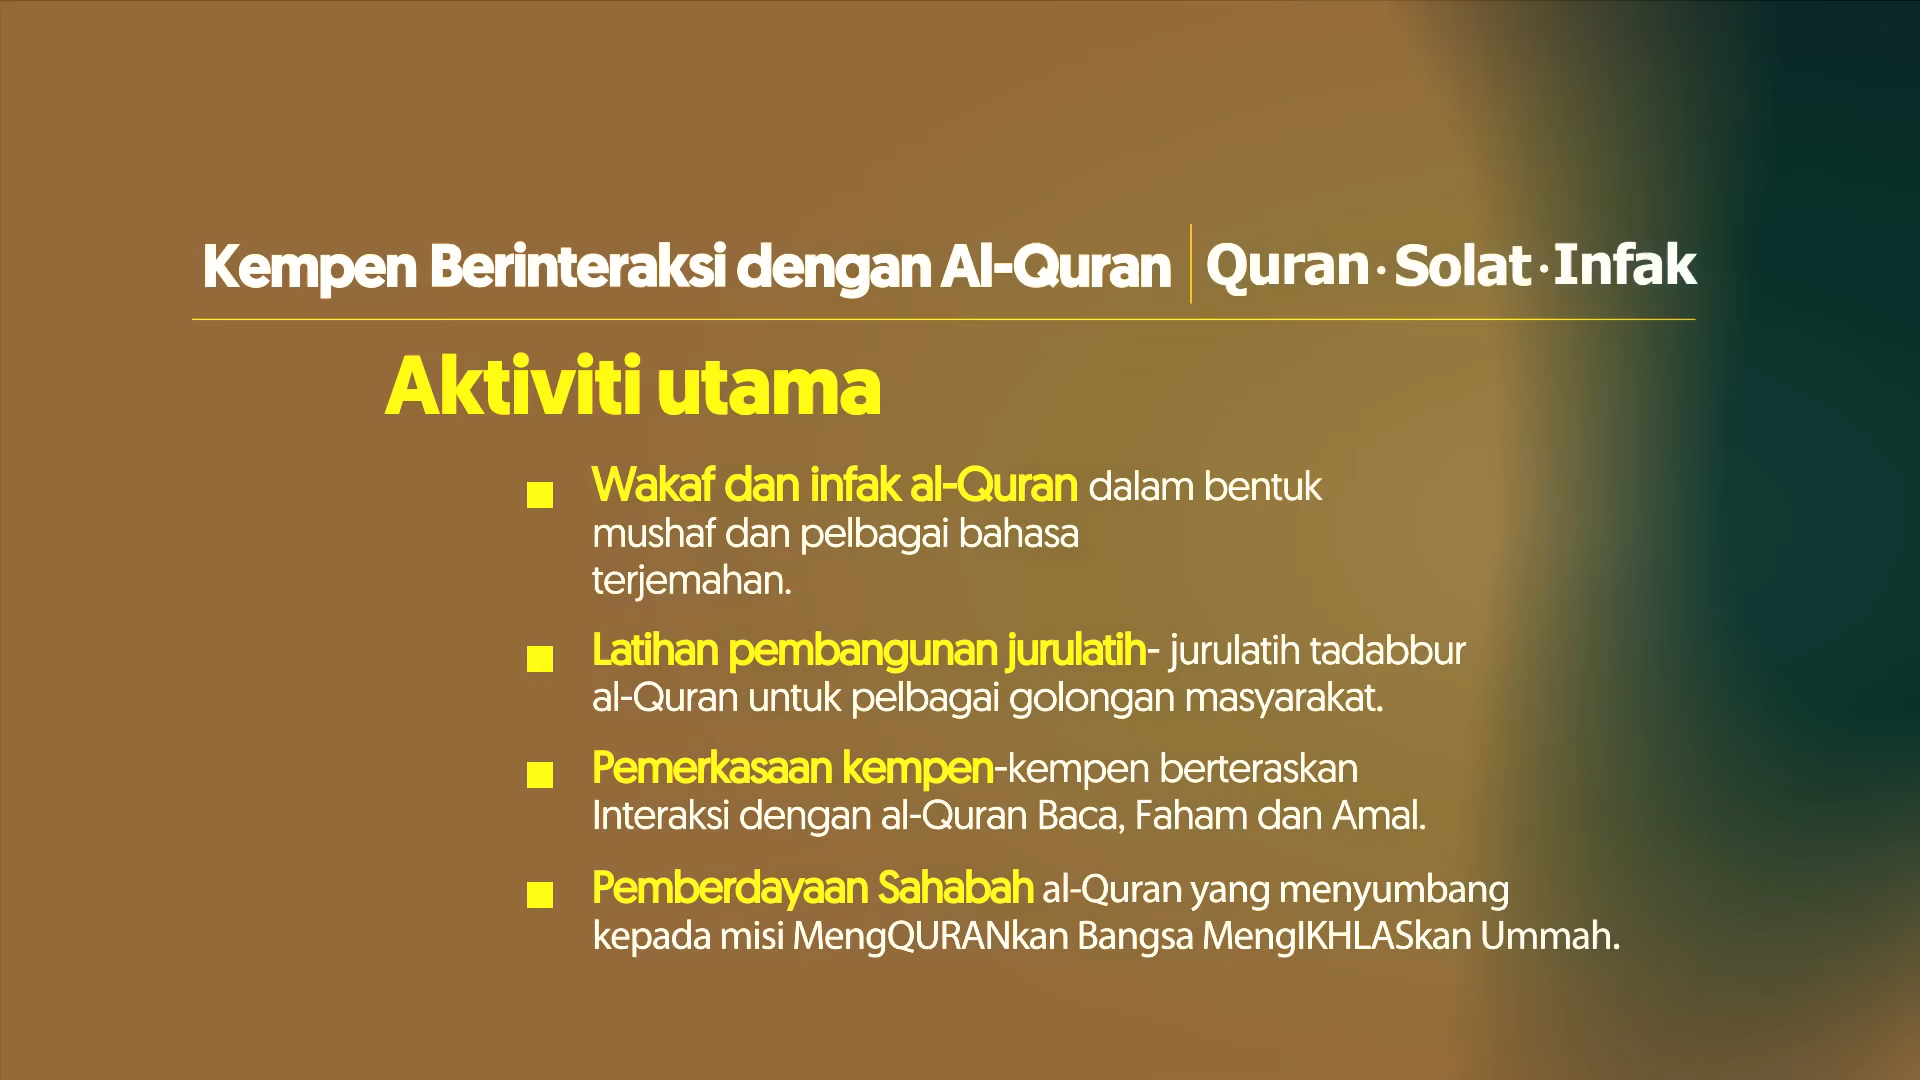 Kempen Berinteraksi dengan Al-Quran | Quran · Solat · Infak
Aktiviti utama
Wakaf dan infak al-Quran dalam bentuk
mushaf dan pelbagai bahasa
terjemahan.
Latihan pembangunan jurulatih- jurulatih tadabbur
al-Quran untuk pelbagai golongan masyarakat.
Pemerkasaan kempen-kempen berteraskan
Interaksi dengan al-Quran Baca, Faham dan Amal.
Pemberdayaan Sahabah al-Quran yang menyumbang
kepada misi MengQURANkan Bangsa MengIKHLASkan Ummah.